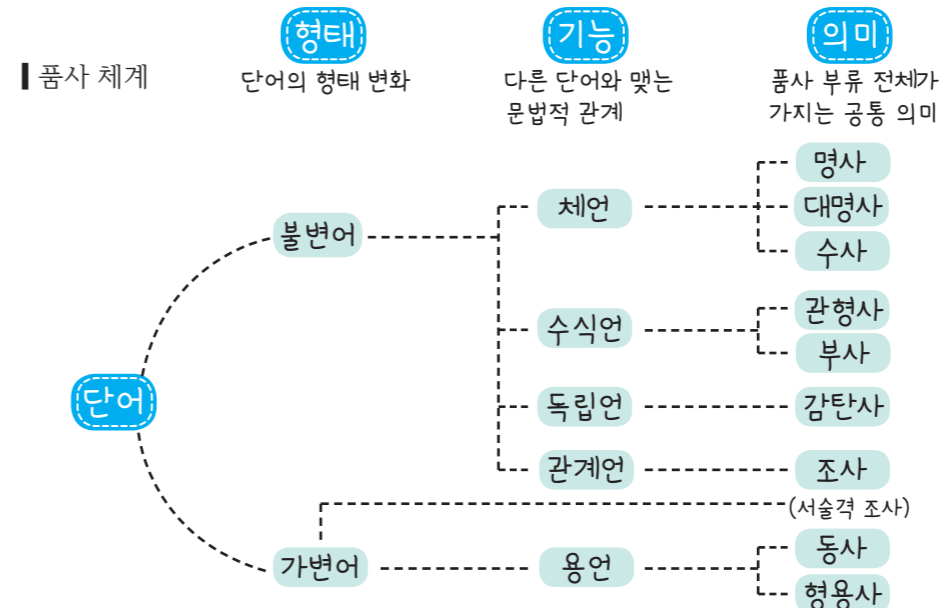 품사 체계
형태
단어의 형태 변화
기능
다른 단어와 맺는
문법적 관계
의미
품사 부류 전체가
가지는 공통 의미
단어
불변어
체언
명사
대명사
수사
수식언
관형사
부사
독립언
감탄사
관계언
조사
(서술격 조사)
가변어
용언
동사
형용사